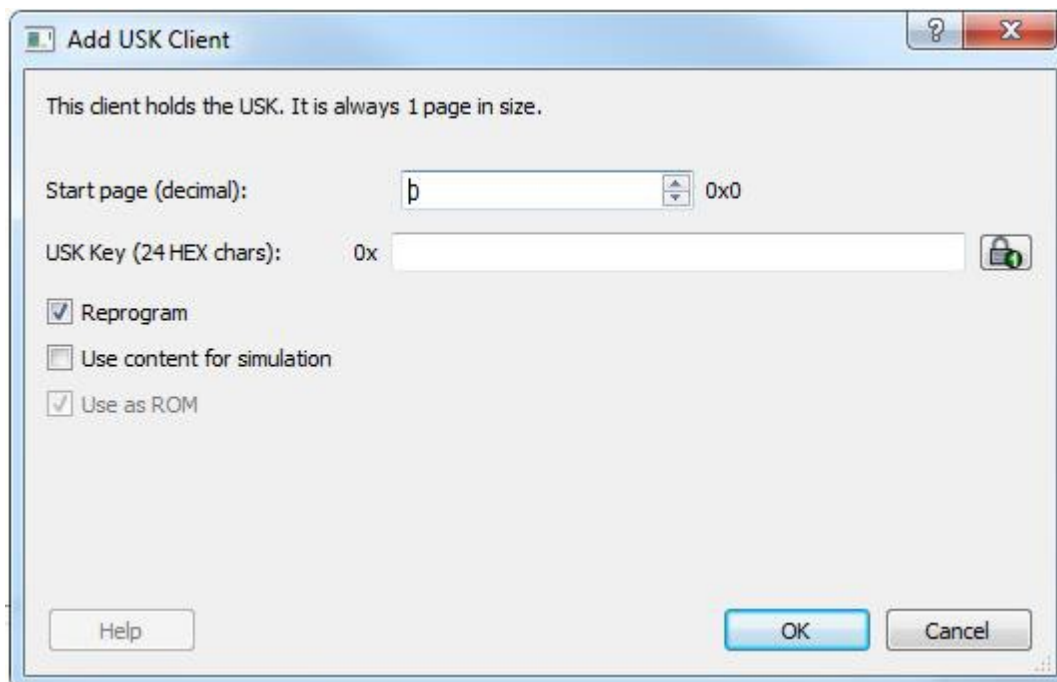 Add USK Client
This client holds the USK. It is always 1 page in size.
Start page (decimal): 0 0x0
USK Key (24 HEX chars): 0x
Reprogram
Use content for simulation
Use as ROM
Help OK Cancel